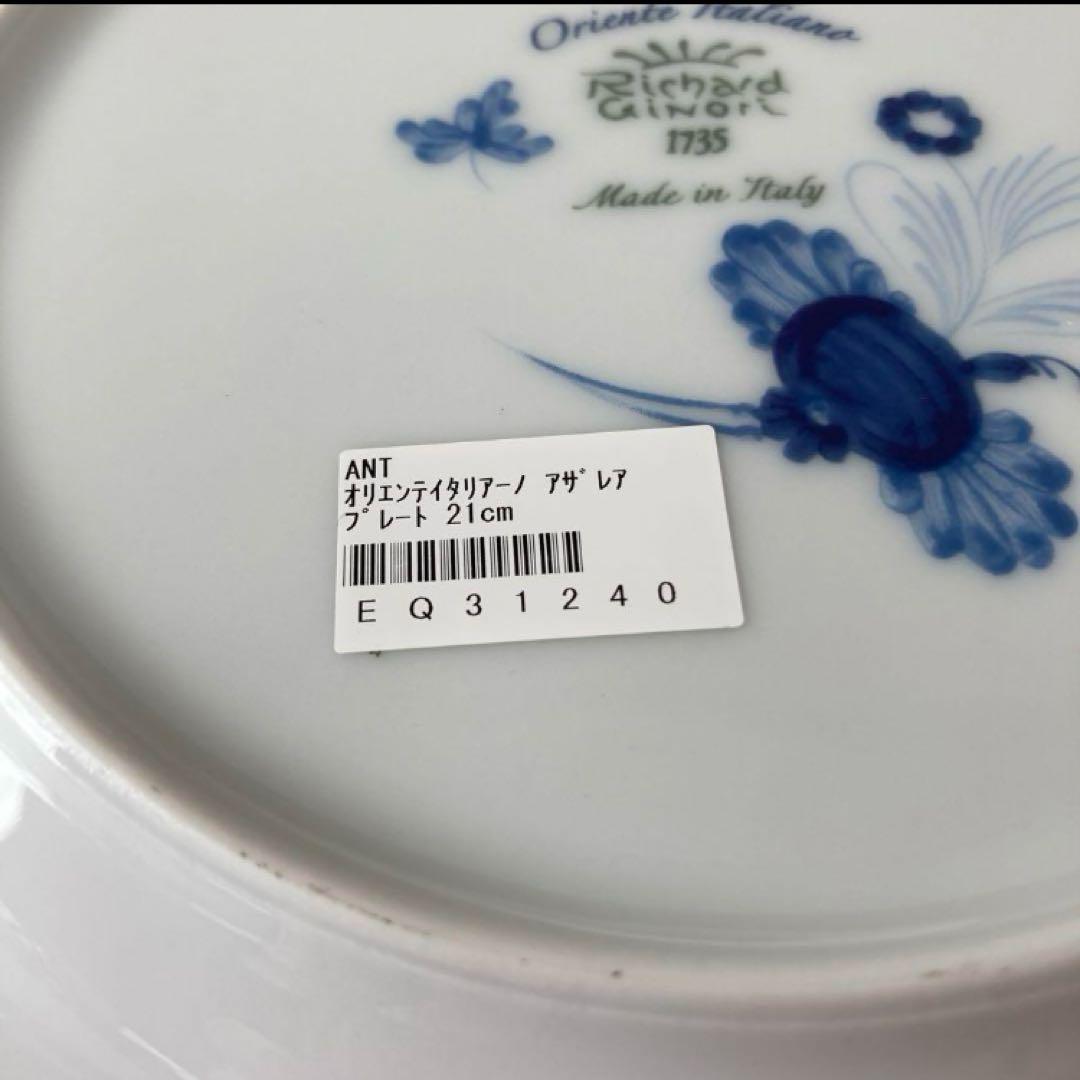 Oriente Italiano
Richard
GiNori
1735
Made in Italy
ANT
ｵﾘｴﾝﾃｲﾀﾘｱｰﾉ ｱｻﾞﾚｱ
ﾌﾟﾚｰﾄ 21cm
EQ31240